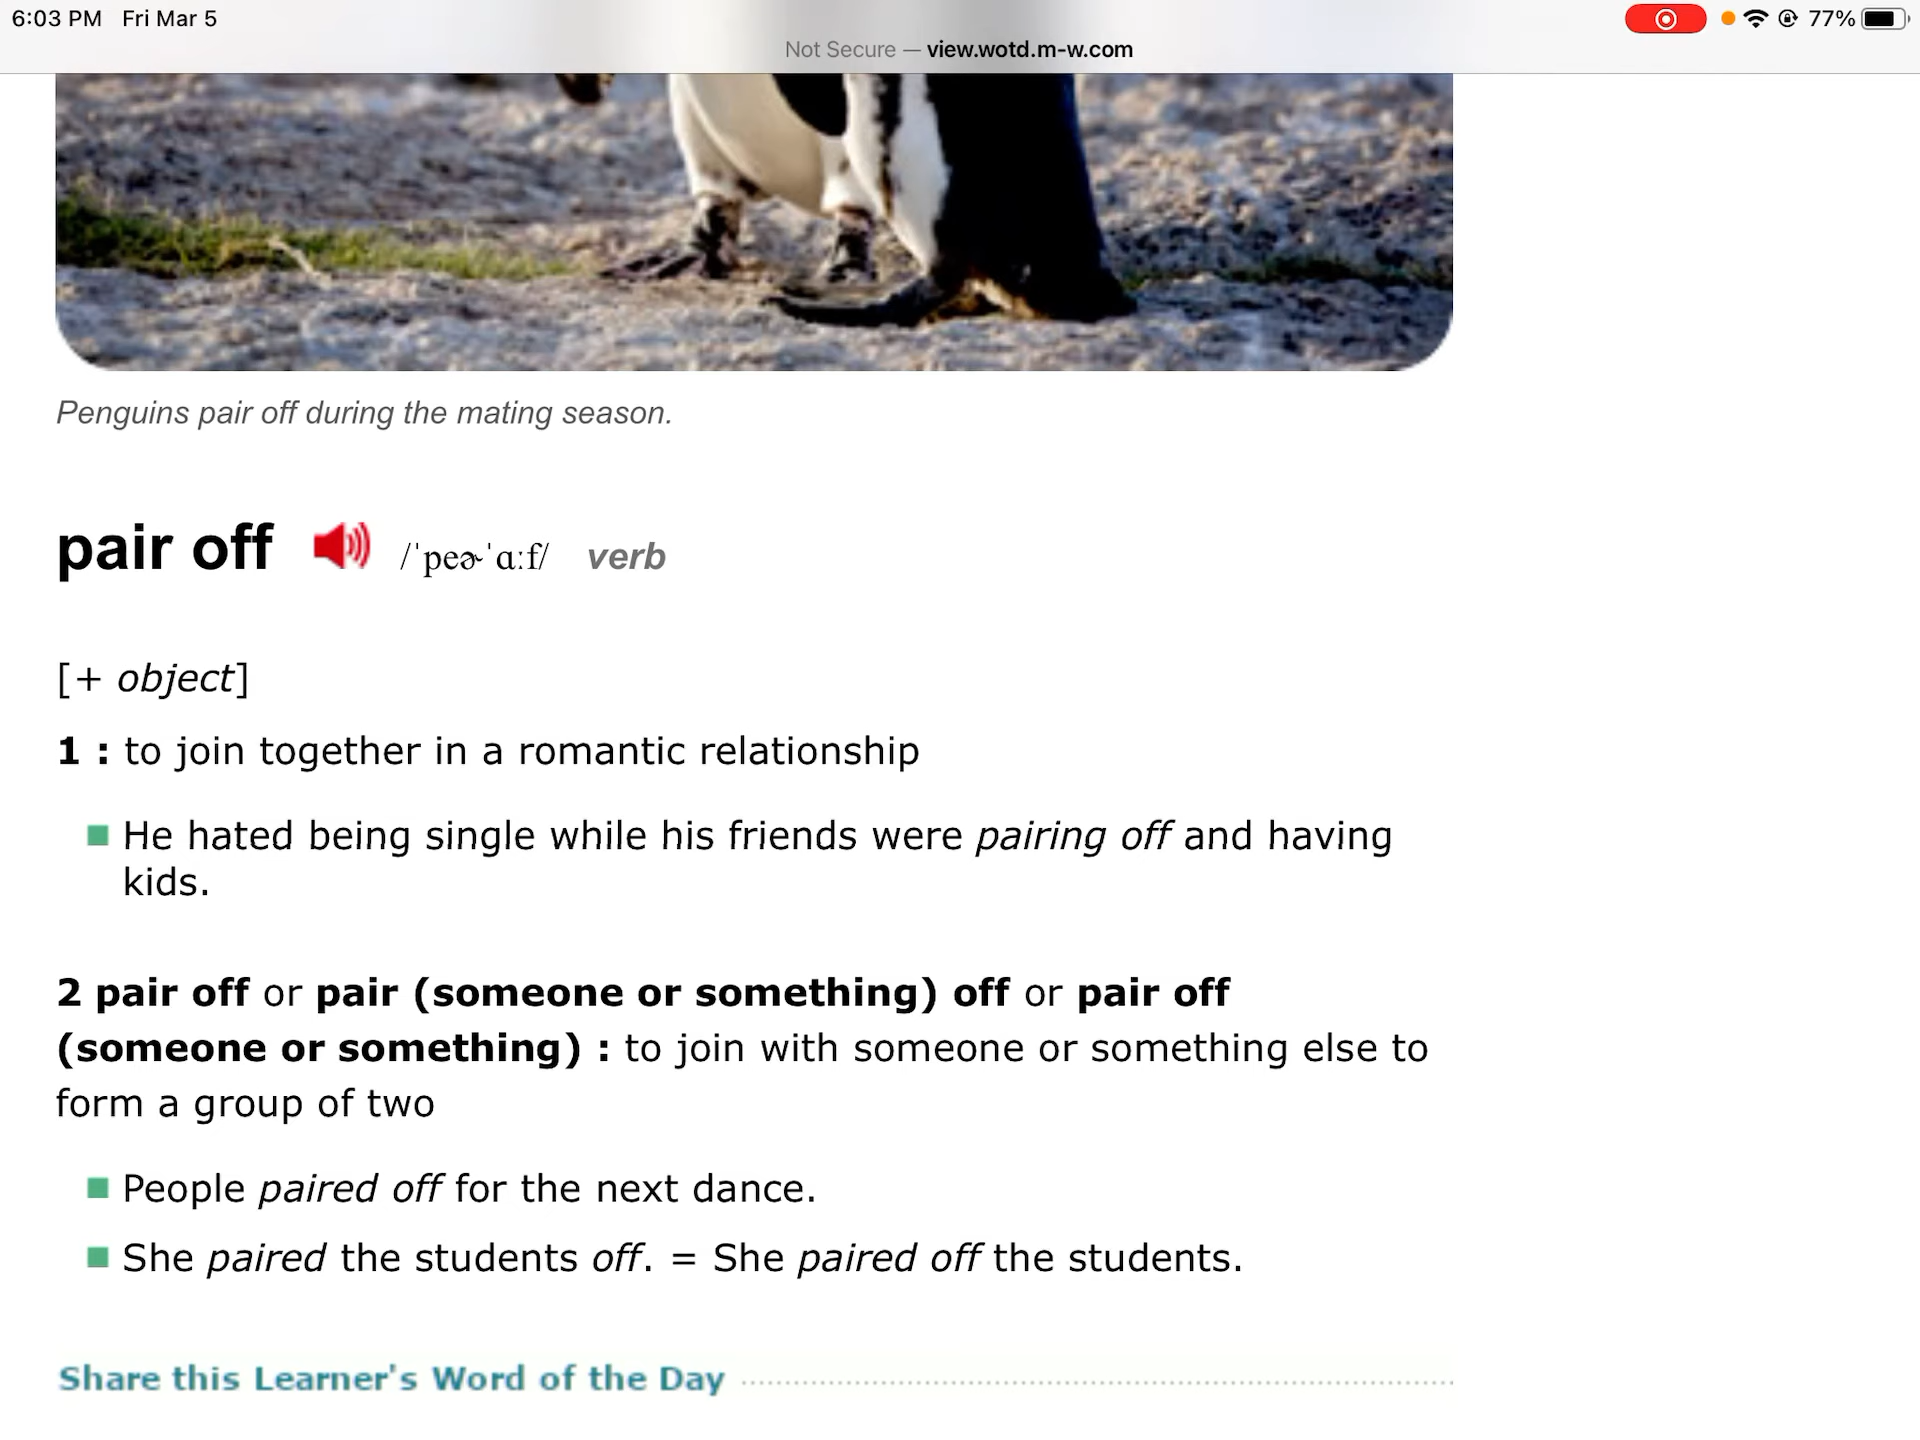 6:03 PM Fri Mar 5
77%
Not Secure — view.wotd.m-w.com
Penguins pair off during the mating season.
pair off /ˈpeɚˈɑːf/ verb
[+ object]
1 : to join together in a romantic relationship
He hated being single while his friends were pairing off and having
kids.
2 pair off or pair (someone or something) off or pair off
(someone or something) : to join with someone or something else to
form a group of two
People paired off for the next dance.
She paired the students off. = She paired off the students.
Share this Learner's Word of the Day